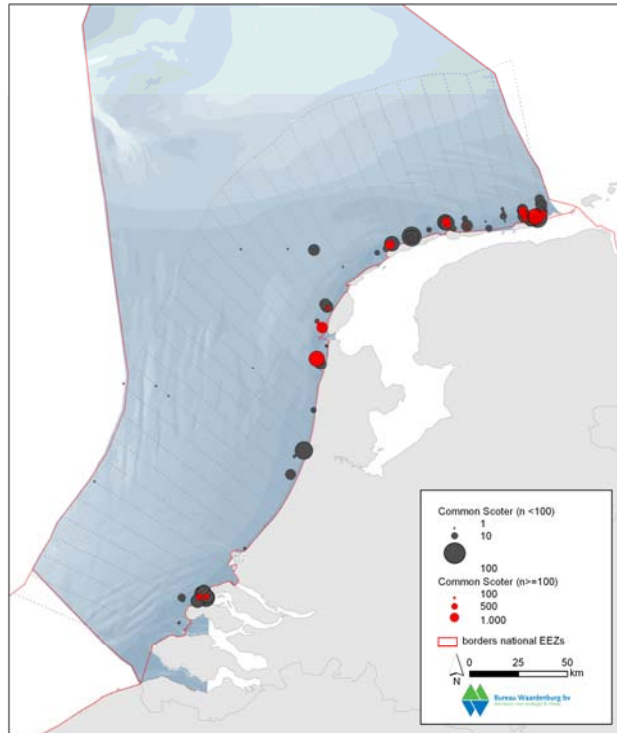 Common Scoter (n <100)
1
10
100
Common Scoter (n>=100)
100
500
1.000
borders national EEZs
0 25 50
km
N
Bureau Waardenburg bv